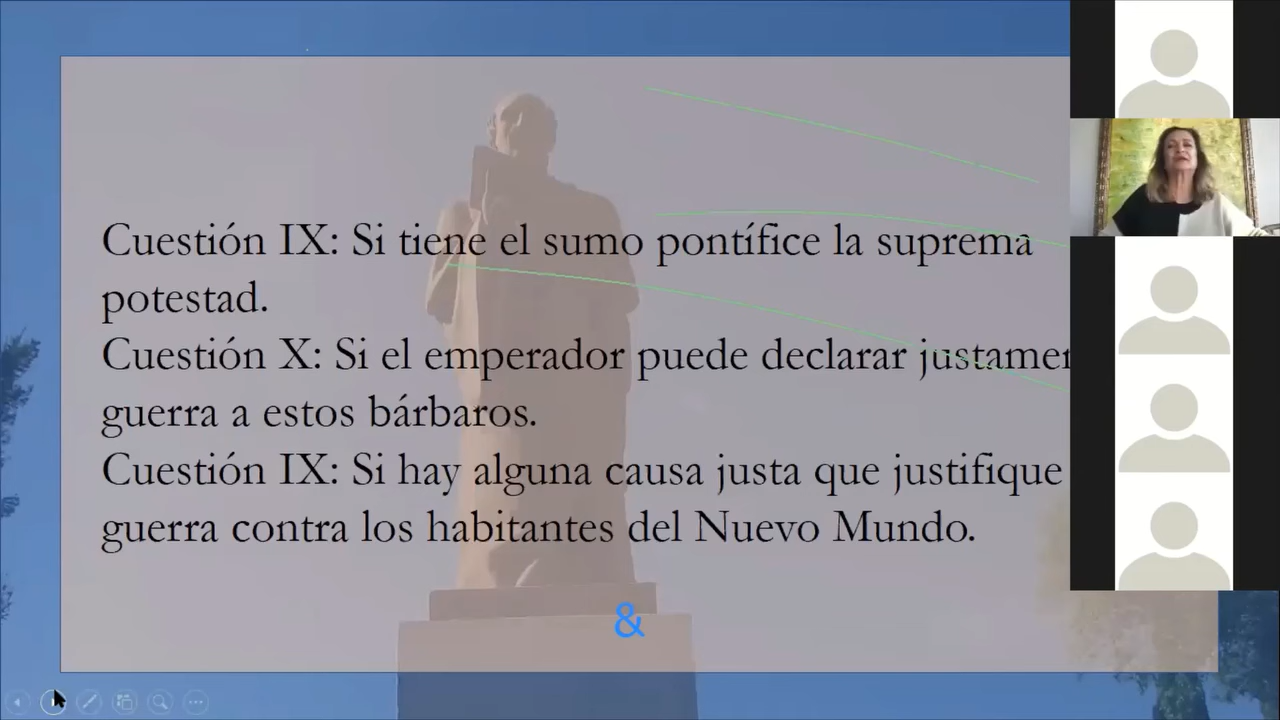 Cuestión IX: Si tiene el sumo pontífice la suprema
potestad.
Cuestión X: Si el emperador puede declarar
guerra a estos bárbaros.
Cuestión IX: Si hay alguna causa justa que justifique
guerra contra los habitantes del Nuevo Mundo.
&